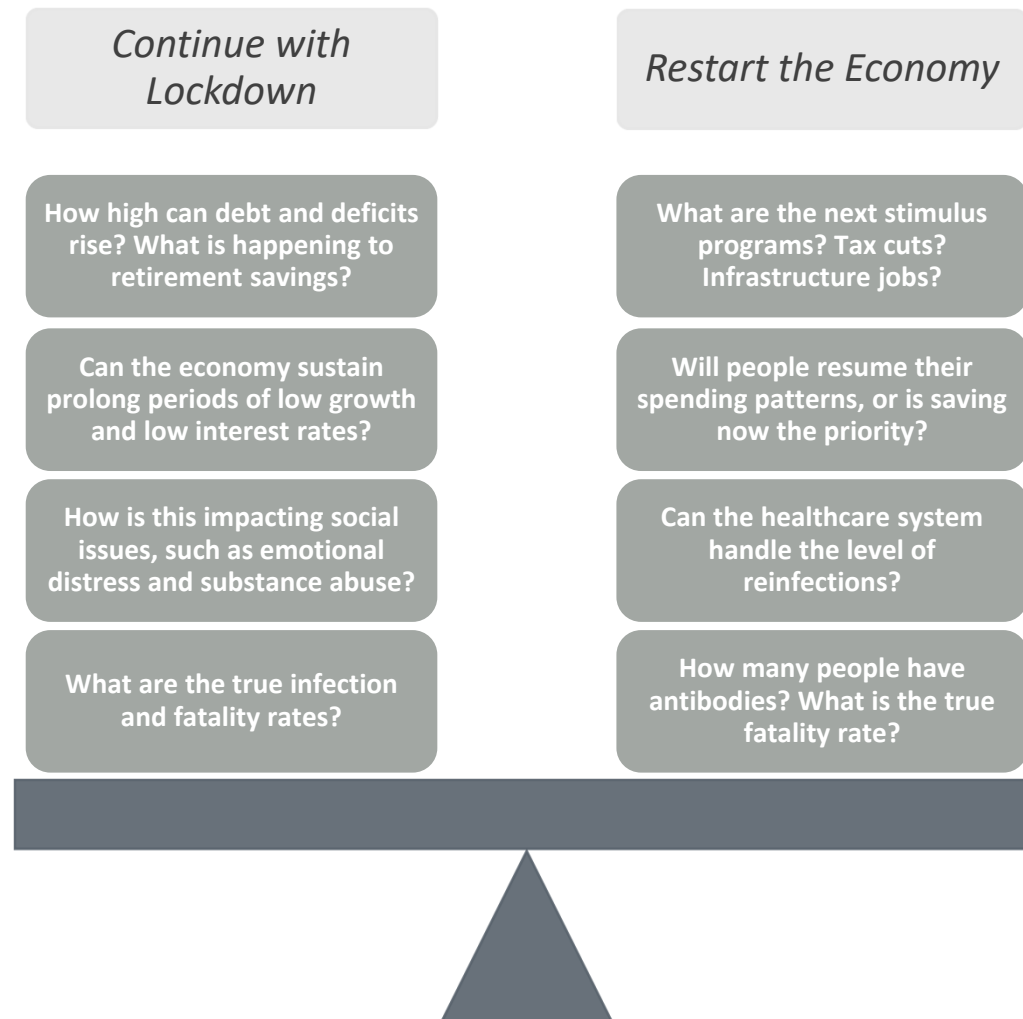 Continue with
Lockdown
How high can debt and deficits
rise? What is happening to
retirement savings?
Can the economy sustain
prolong periods of low growth
and low interest rates?
How is this impacting social
issues, such as emotional
distress and substance abuse?
What are the true infection
and fatality rates?
Restart the Economy
What are the next stimulus
programs? Tax cuts?
Infrastructure jobs?
Will people resume their
spending patterns, or is saving
now the priority?
Can the healthcare system
handle the level of
reinfections?
How many people have
antibodies? What is the true
fatality rate?